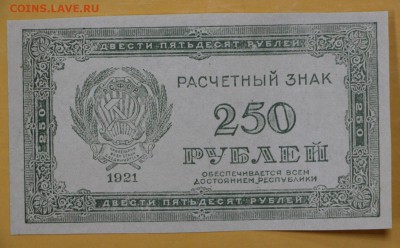 COINS.LAVE.RU
ДВЕСТИ ПЯТЬДЕСЯТ РУБЛЕЙ
РАСЧЕТНЫЙ ЗНАК
250
РУБЛЕЙ
1921
ОБЕСПЕЧИВАЕТСЯ ВСЕМ
ДОСТОЯНИЕМ РЕСПУБЛИКИ
250
250
ДВЕСТИ ПЯТЬДЕСЯТ РУБЛЕЙ